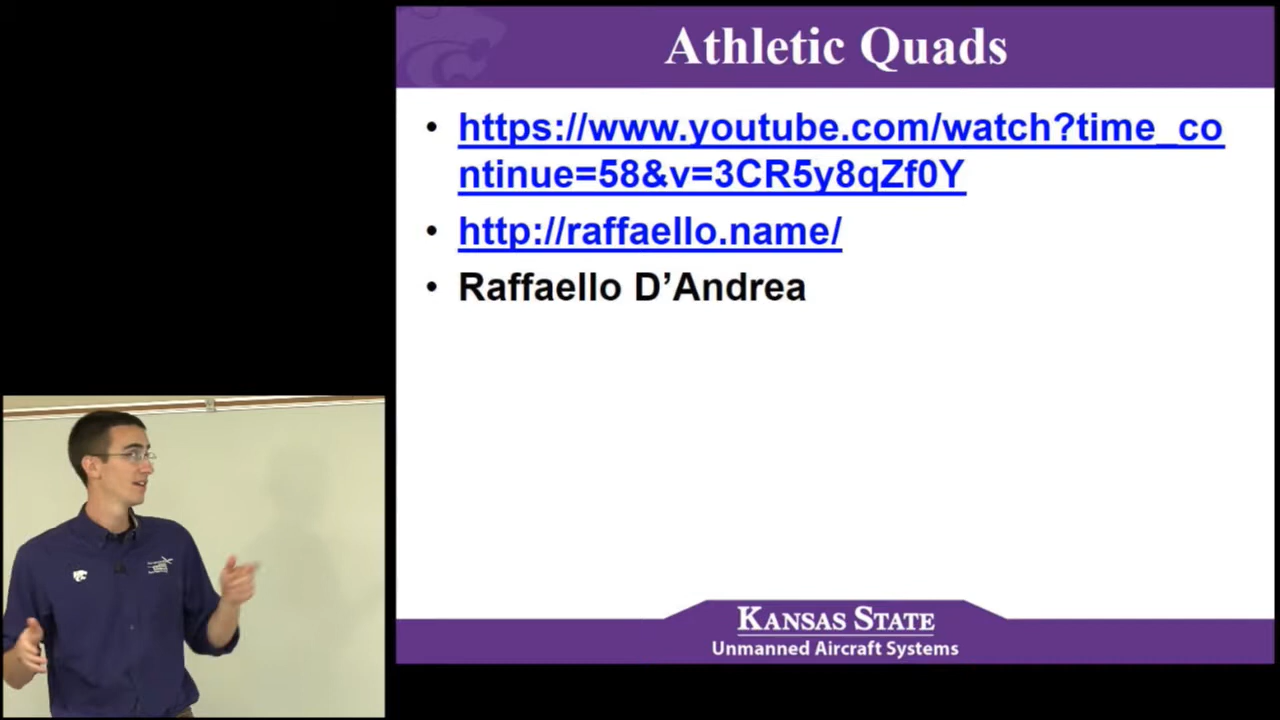 Athletic Quads
• https://www.youtube.com/watch?time_co
ntinue=58&v=3CR5y8qZf0Y
• http://raffaello.name/
• Raffaello D’Andrea
KANSAS STATE
Unmanned Aircraft Systems